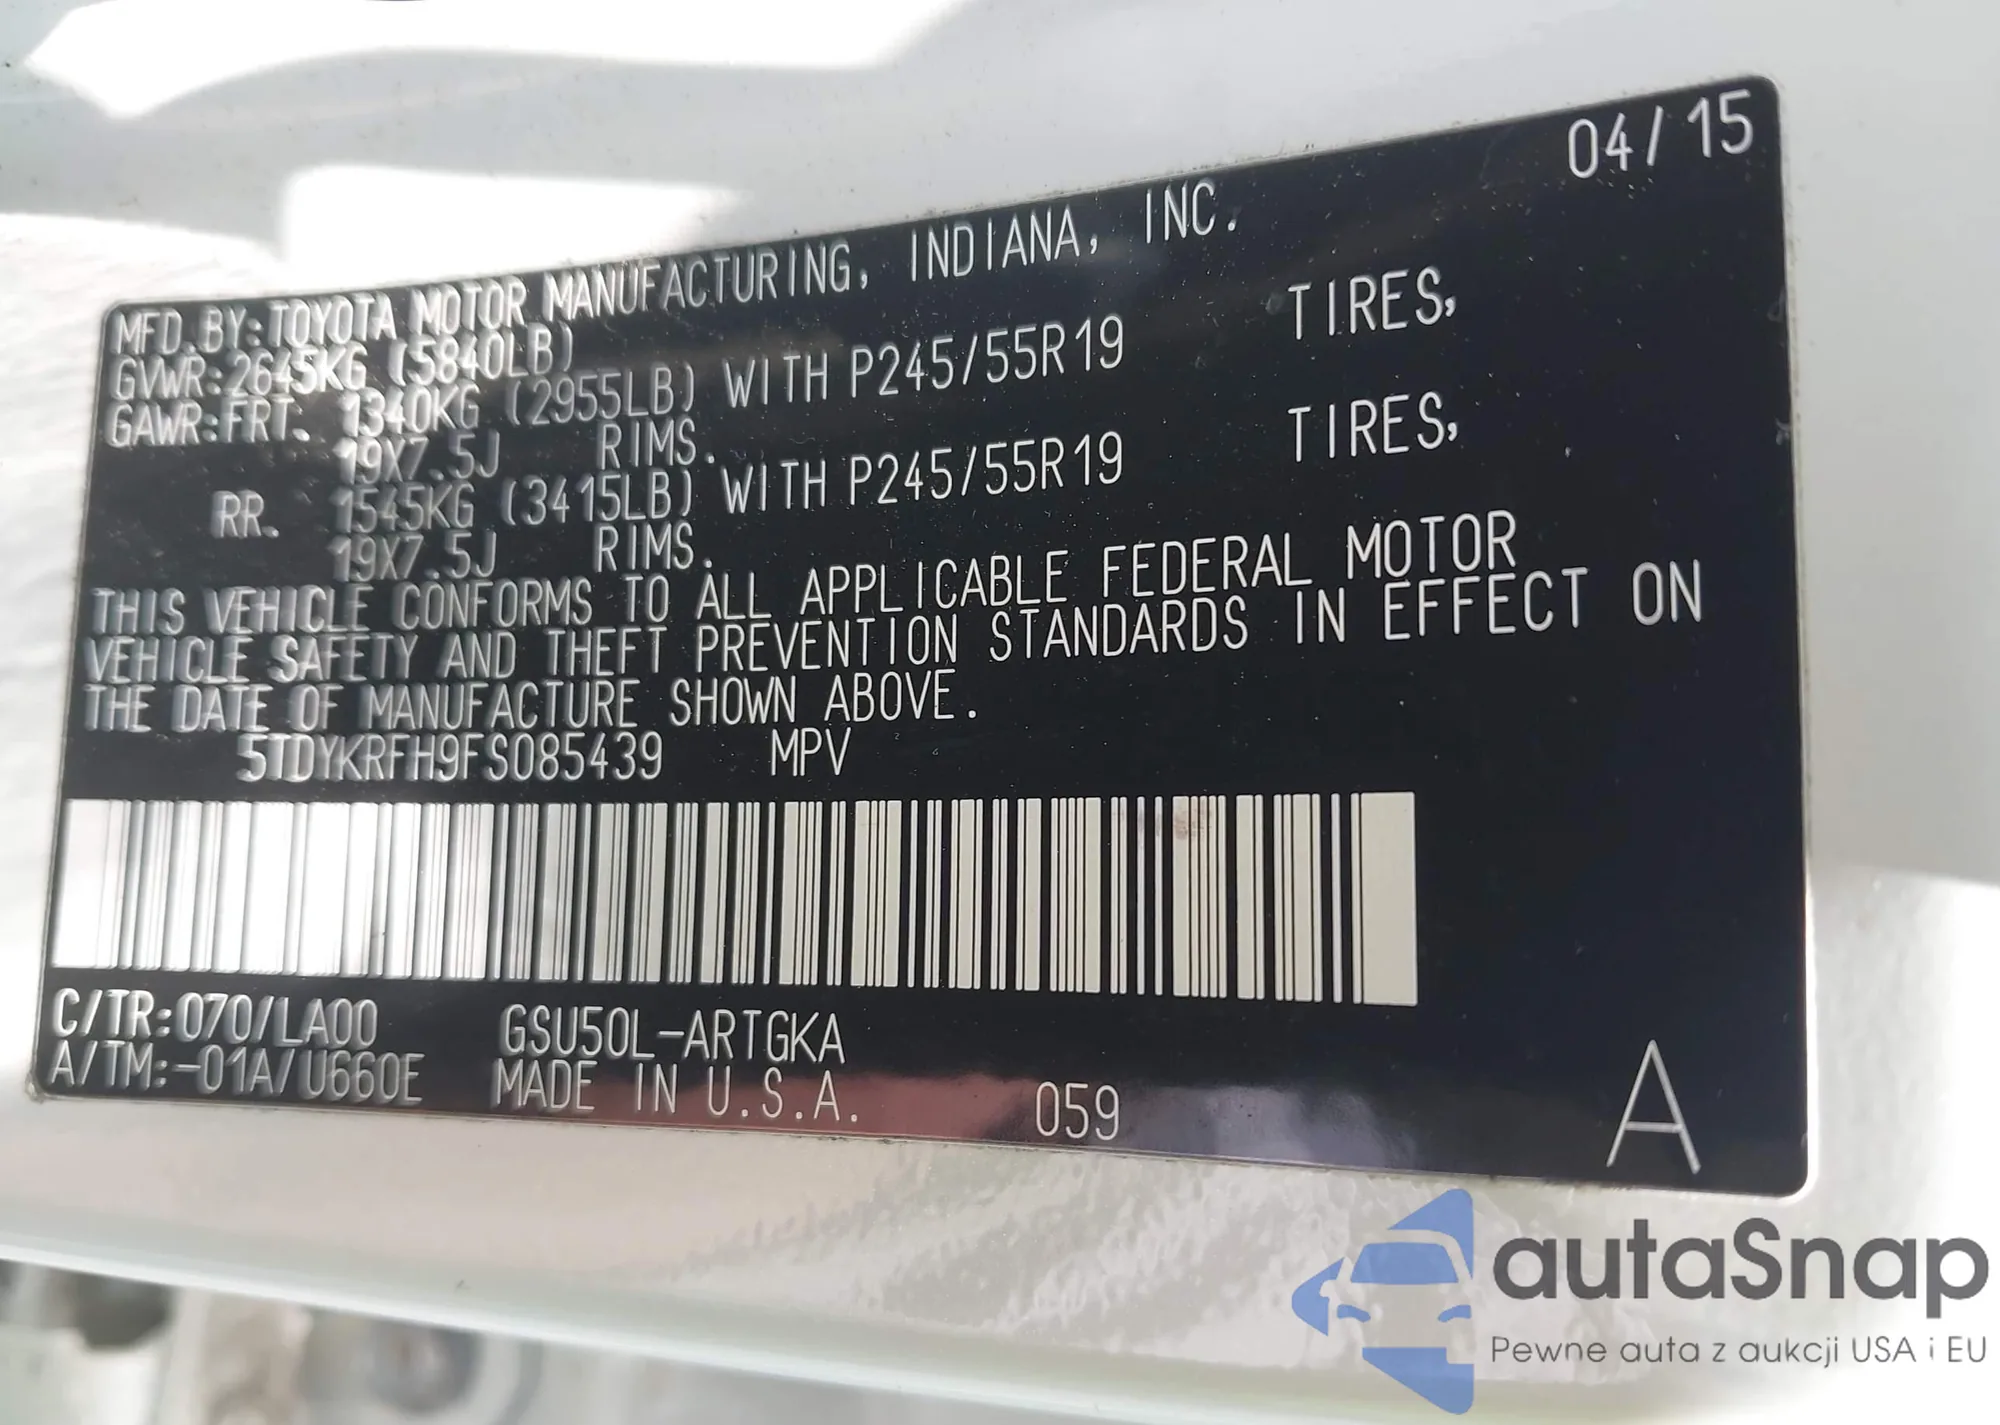 04/15
MFD.BY:TOYOTA MOTOR MANUFACTURING, INDIANA, INC.
GVWR:2645KG (5840LB)
GAWR:FRT. 1340KG (2955LB) WITH P245/55R19 TIRES,
19X7.5J RIMS.
RR. 1545KG (3415LB) WITH P245/55R19 TIRES,
19X7.5J RIMS.
THIS VEHICLE CONFORMS TO ALL APPLICABLE FEDERAL MOTOR
VEHICLE SAFETY AND THEFT PREVENTION STANDARDS IN EFFECT ON
THE DATE OF MANUFACTURE SHOWN ABOVE.
5TDYKRFH9FS085439 MPV
C/TR:070/LA00 GSU50L-ARTGKA
A/TM:-01A/U660E MADE IN U.S.A. 059 A
autaSnap
Pewne auta z aukcji USA i EU